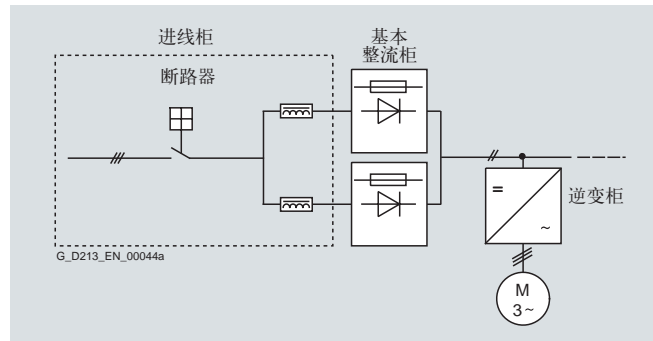 进线柜
断路器
基本
整流柜
=
~
逆变柜
M
3~
G_D213_EN_00044a